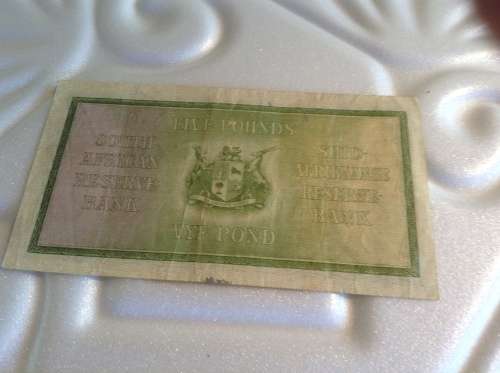 FIVE POUNDS
SOUTH
AFRICAN
RESERVE
BANK
SUID-
AFRIKAANSE
RESERWE
BANK
VYF POND